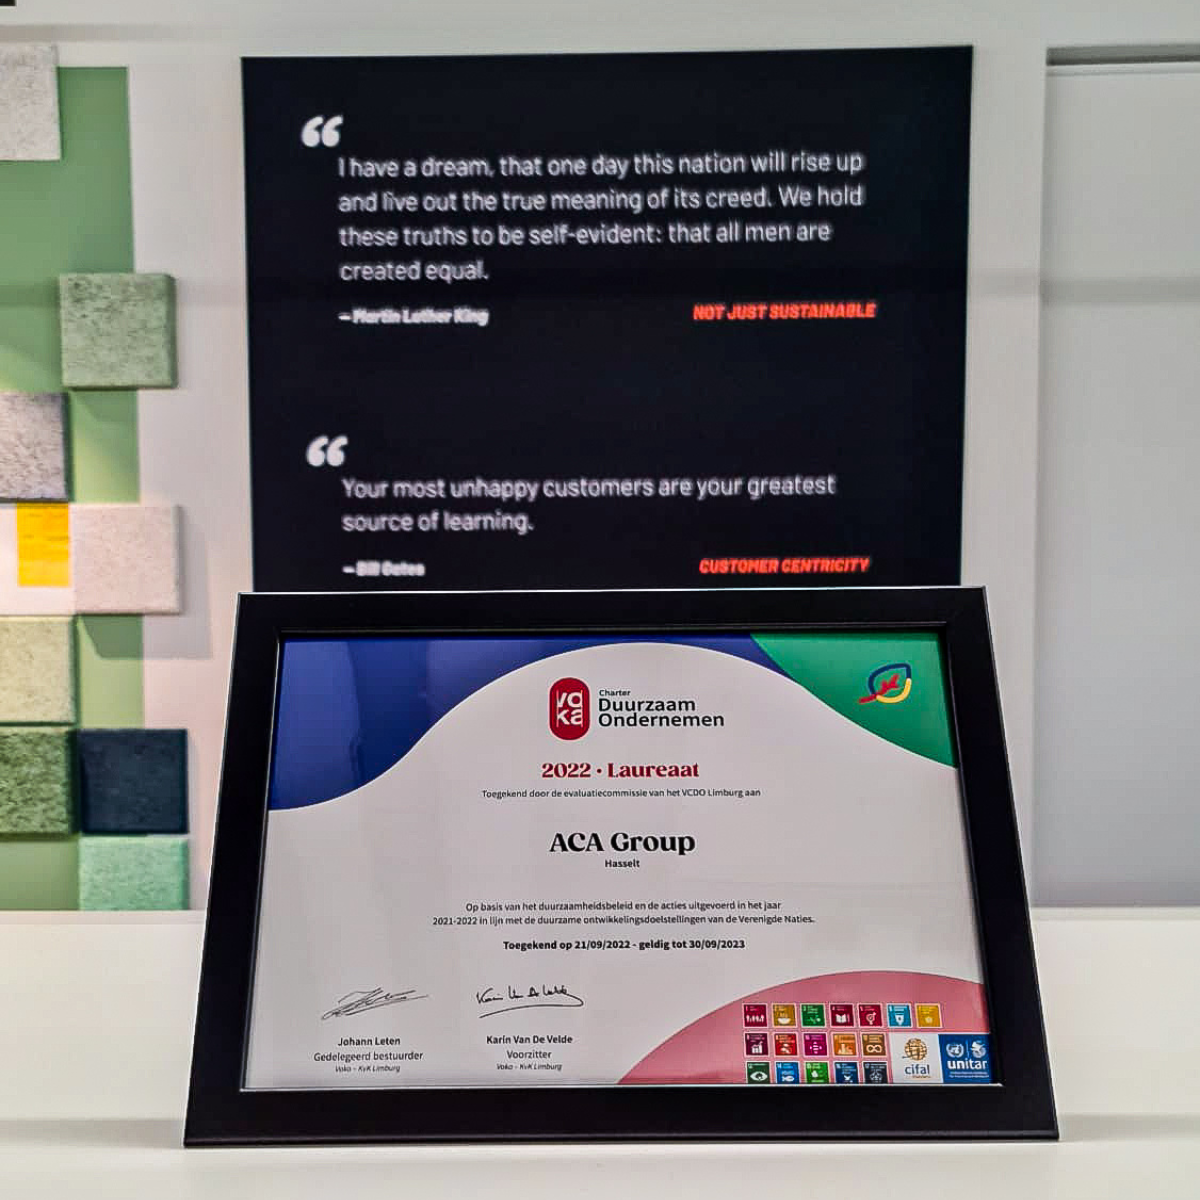 “
I have a dream, that one day this nation will rise up
and live out the true meaning of its creed. We hold
these truths to be self-evident: that all men are
created equal.
– Martin Luther King
NOT JUST SUSTAINABLE
“
Your most unhappy customers are your greatest
source of learning.
– Bill Gates
CUSTOMER CENTRICITY
voka
Charter
Duurzaam
Ondernemen
2022 · Laureaat
Toegekend door de evaluatiecommissie van het VCDO Limburg aan
ACA Group
Hasselt
Op basis van het duurzaamheidsbeleid en de acties uitgevoerd in het jaar
2021-2022 in lijn met de duurzame ontwikkelingsdoelstellingen van de Verenigde Naties.
Toegekend op 21/09/2022 - geldig tot 30/09/2023
Johann Leten
Gedelegeerd bestuurder
Voka - KvK Limburg
Karin Van De Velde
Voorzitter
Voka - KvK Limburg
cifal
unitar